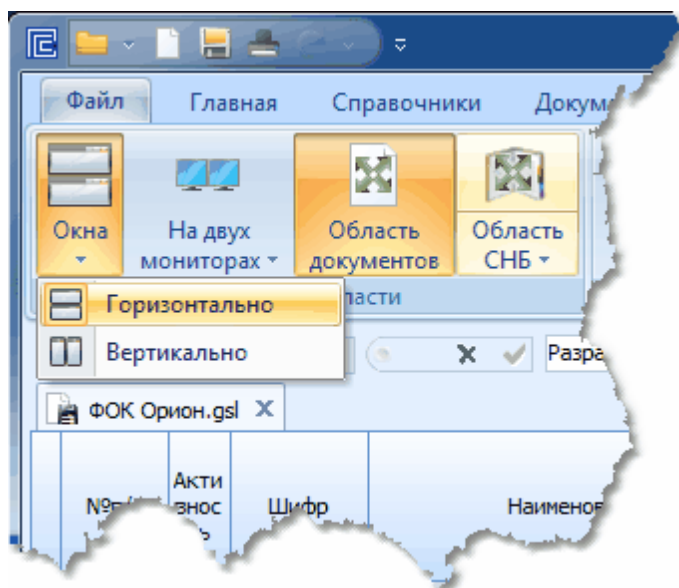 Файл Главная Справочники
Окна На двух мониторах Область документов Область СНБ
Горизонтально
Вертикально
ФОК Орион.gsl X
Шифр